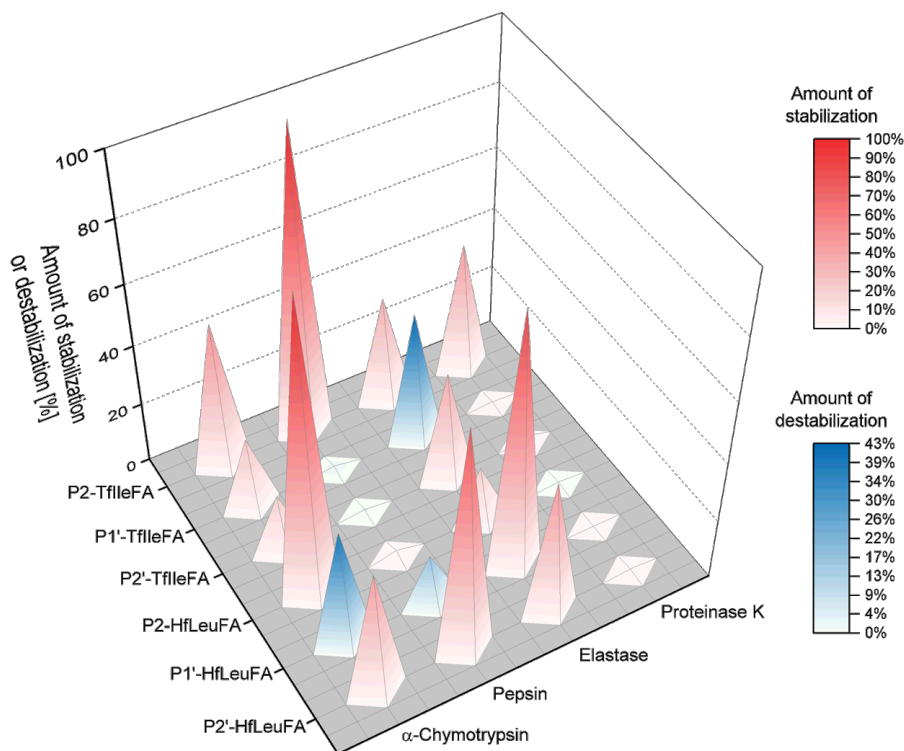 100
80
60
40
20
0
Amount of stabilization
or destabilization [%]
P2-TfIleFA
P1'-TfIleFA
P2'-TfIleFA
P2-HfLeuFA
P1'-HfLeuFA
P2'-HfLeuFA
α-Chymotrypsin
Pepsin
Elastase
Proteinase K
Amount of
stabilization
100%
90%
80%
70%
60%
50%
40%
30%
20%
10%
0%
Amount of
destabilization
43%
39%
34%
30%
26%
22%
17%
13%
9%
4%
0%